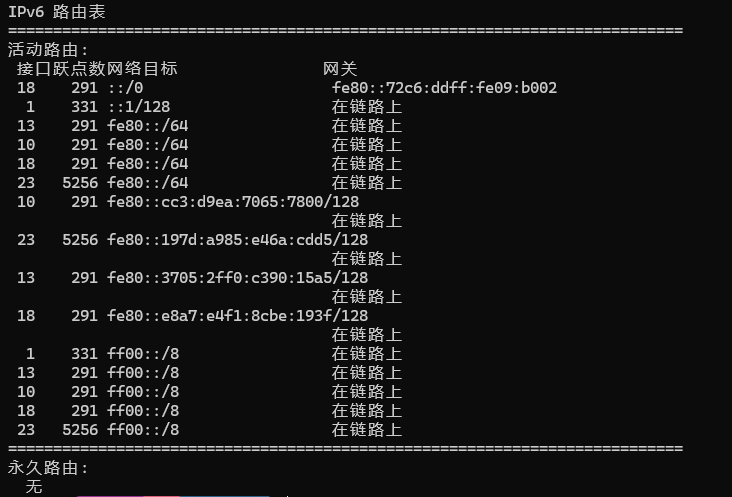 IPv6 路由表
===========================================================================
活动路由:
 接口跃点数网络目标                网关
 18    291 ::/0                     fe80::72c6:ddff:fe09:b002
  1    331 ::1/128                  在链路上
 13    291 fe80::/64                在链路上
 10    291 fe80::/64                在链路上
 18    291 fe80::/64                在链路上
 23   5256 fe80::/64                在链路上
 10    291 fe80::cc3:d9ea:7065:7800/128
                                    在链路上
 23   5256 fe80::197d:a985:e46a:cdd5/128
                                    在链路上
 13    291 fe80::3705:2ff0:c390:15a5/128
                                    在链路上
 18    291 fe80::e8a7:e4f1:8cbe:193f/128
                                    在链路上
  1    331 ff00::/8                 在链路上
 13    291 ff00::/8                 在链路上
 10    291 ff00::/8                 在链路上
 18    291 ff00::/8                 在链路上
 23   5256 ff00::/8                 在链路上
===========================================================================
永久路由:
  无